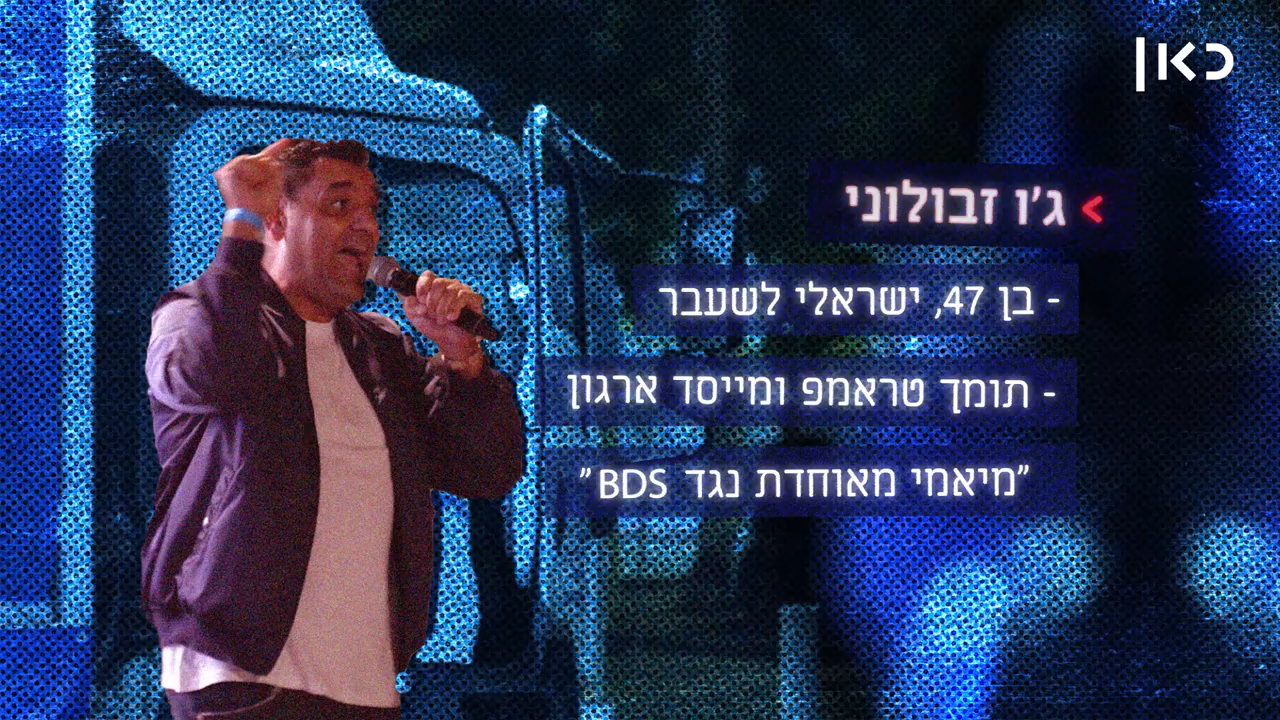 כאן
> ג'ו זבולוני
- בן 47, ישראלי לשעבר
- תומך טראמפ ומייסד ארגון
"מיאמי מאוחדת נגד BDS"